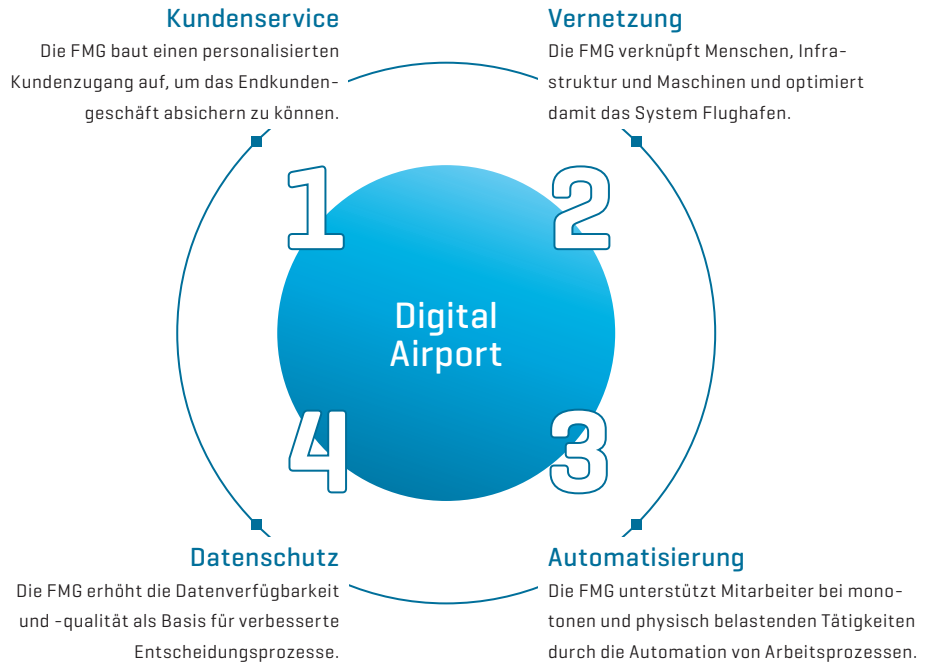 Kundenservice
Die FMG baut einen personalisierten
Kundenzugang auf, um das Endkunden-
geschäft absichern zu können.
Vernetzung
Die FMG verknüpft Menschen, Infra-
struktur und Maschinen und optimiert
damit das System Flughafen.
1
2
Digital
Airport
4
3
Datenschutz
Die FMG erhöht die Datenverfügbarkeit
und -qualität als Basis für verbesserte
Entscheidungsprozesse.
Automatisierung
Die FMG unterstützt Mitarbeiter bei mono-
tonen und physisch belastenden Tätigkeiten
durch die Automation von Arbeitsprozessen.